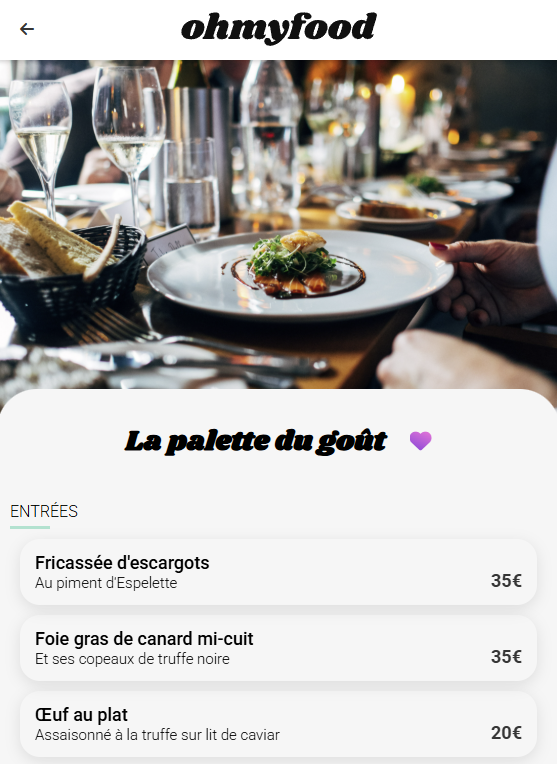 ohmyfood
La palette du goût
ENTRÉES
Fricassée d'escargots
Au piment d'Espelette
35€
Foie gras de canard mi-cuit
Et ses copeaux de truffe noire
35€
Œuf au plat
Assaisonné à la truffe sur lit de caviar
20€